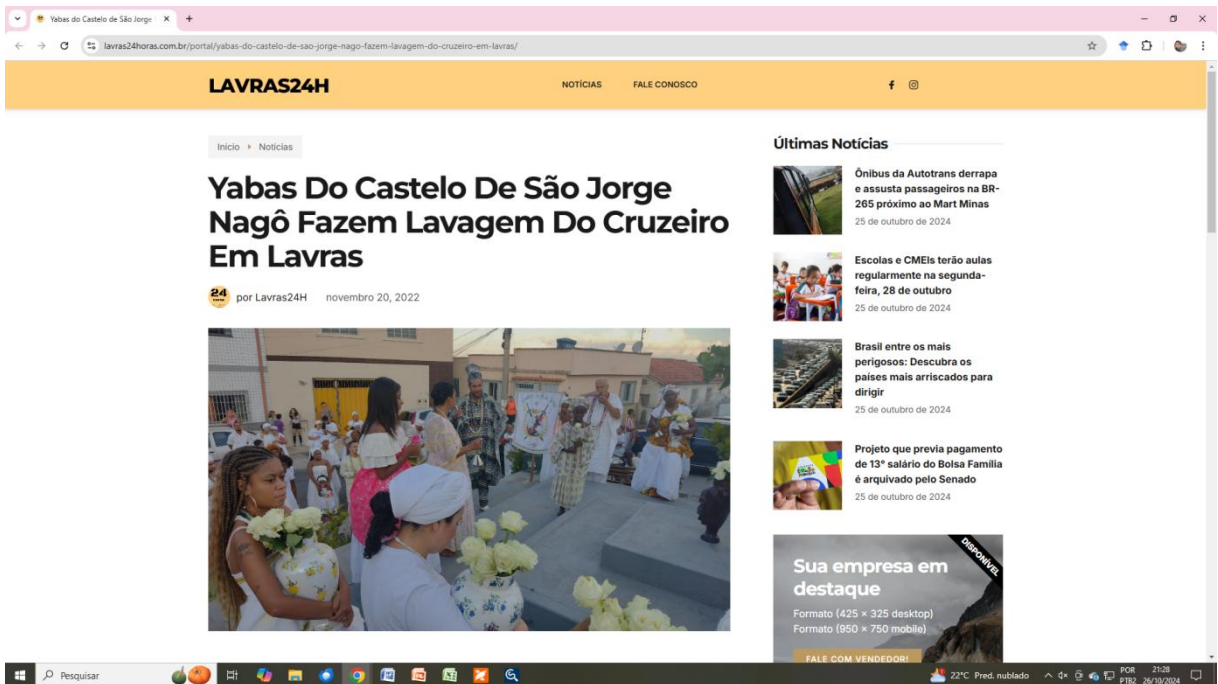 Yabas do Castelo de São Jorge
lavras24horas.com.br/portal/yabas-do-castelo-de-sao-jorge-nago-fazem-lavagem-do-cruzeiro-em-lavras/
LAVRAS24H
NOTÍCIAS
FALE CONOSCO
Início
Notícias
Yabas Do Castelo De São Jorge
Nagô Fazem Lavagem Do Cruzeiro
Em Lavras
24
por Lavras24H
novembro 20, 2022
Últimas Notícias
Ônibus da Autotrans derrapa
e assusta passageiros na BR-
265 próximo ao Mart Minas
25 de outubro de 2024
Escolas e CMEIs terão aulas
regularmente na segunda-
feira, 28 de outubro
25 de outubro de 2024
Brasil entre os mais
perigosos: Descubra os
países mais arriscados para
dirigir
25 de outubro de 2024
Projeto que previa pagamento
de 13º salário do Bolsa Família
é arquivado pelo Senado
25 de outubro de 2024
DISPONÍVEL
Sua empresa em
destaque
Formato (425 × 325 desktop)
Formato (950 × 750 mobile)
FALE COM VENDEDOR!
Pesquisar
22°C Pred. nublado
POR
PTB2
21:28
26/10/2024